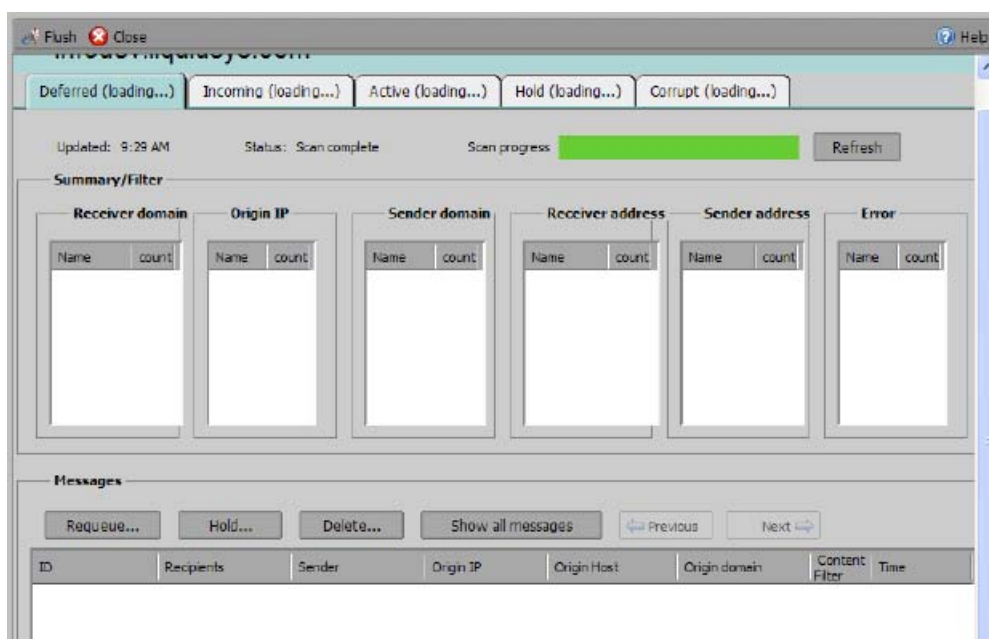 Flush Close Help
Deferred (loading...) Incoming (loading...) Active (loading...) Hold (loading...) Corrupt (loading...)
Updated: 9:29 AM Status: Scan complete Scan progress Refresh
Summary/Filter
Receiver domain Origin IP Sender domain Receiver address Sender address Error
Name count Name count Name count Name count Name count Name count
Messages
Requeue... Hold... Delete... Show all messages Previous Next
ID Recipients Sender Origin IP Origin Host Origin domain Content Filter Time